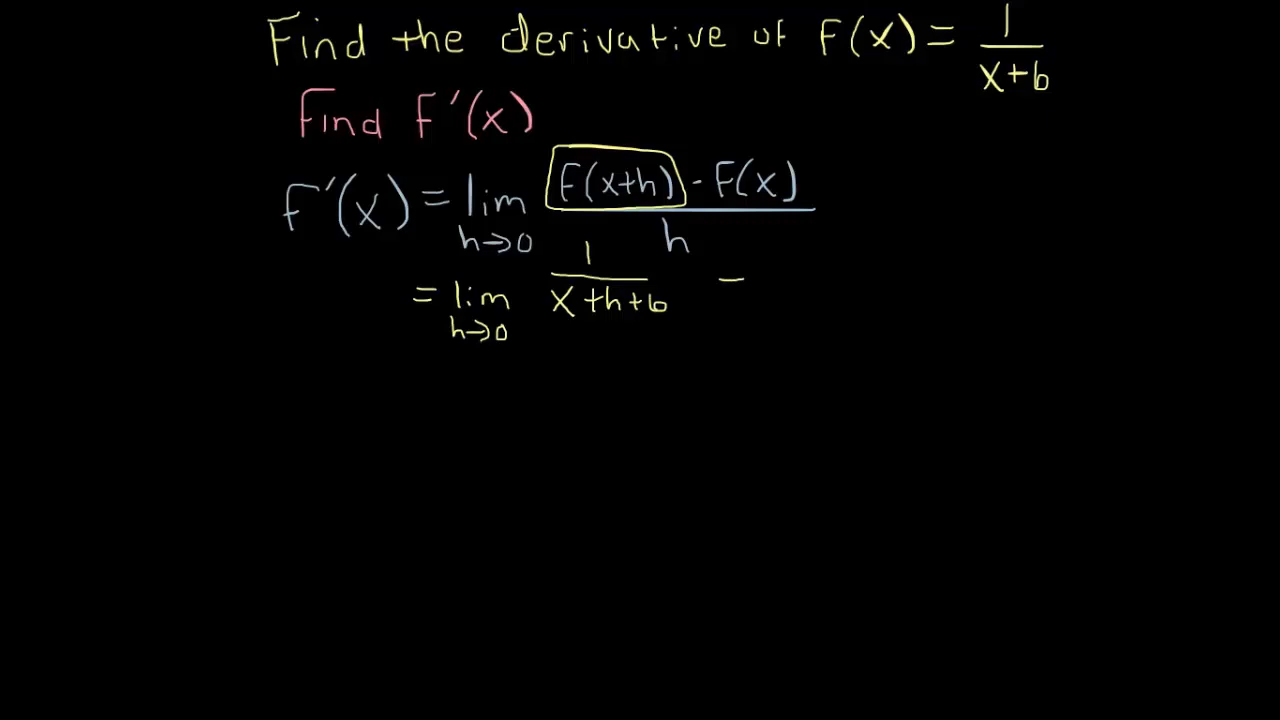 Find the derivative of F(x) = 1/(x+6)
Find F'(x)
F'(x) = lim h→0 (F(x+h) - F(x))/h
= lim h→0 1/(x+h+6) -